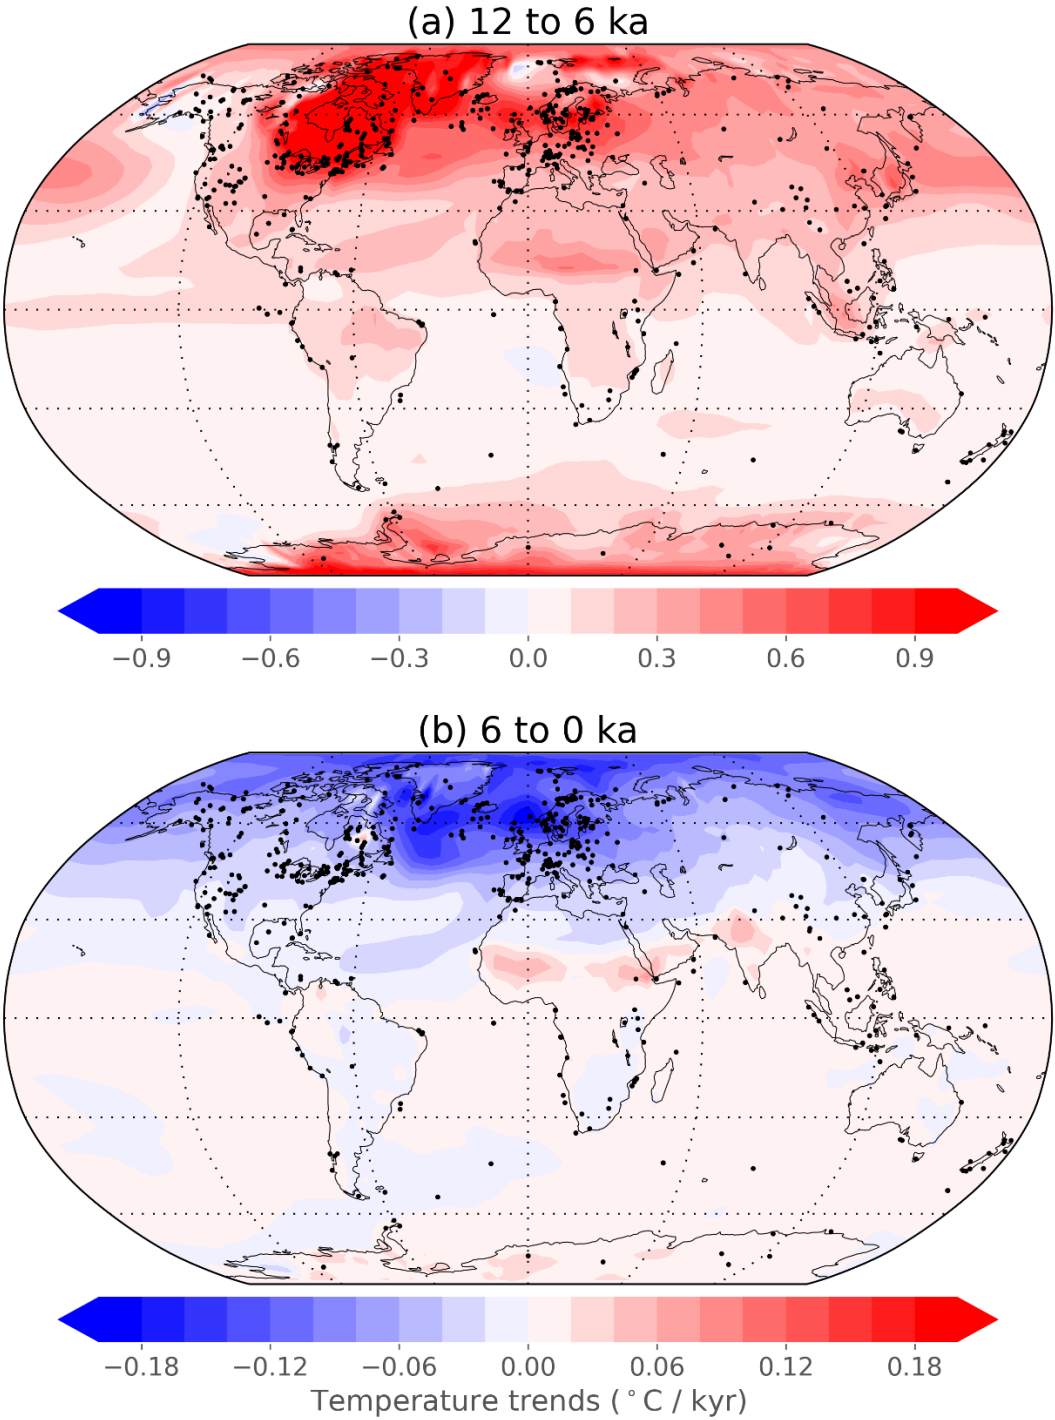 (a) 12 to 6 ka
−0.9 −0.6 −0.3 0.0 0.3 0.6 0.9
(b) 6 to 0 ka
−0.18 −0.12 −0.06 0.00 0.06 0.12 0.18
Temperature trends (°C / kyr)